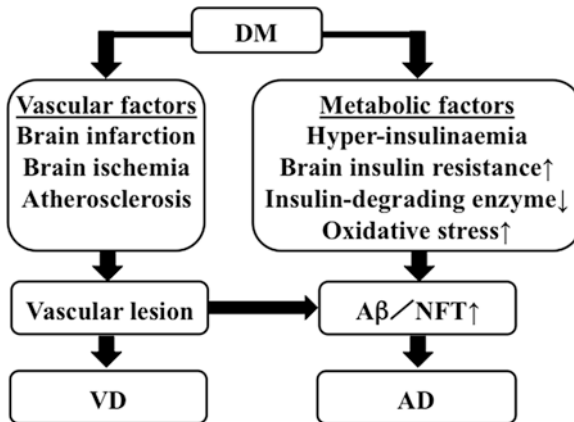 DM
Vascular factors
Brain infarction
Brain ischemia
Atherosclerosis
Metabolic factors
Hyper-insulinaemia
Brain insulin resistance↑
Insulin-degrading enzyme↓
Oxidative stress↑
Vascular lesion
Aβ／NFT↑
VD
AD